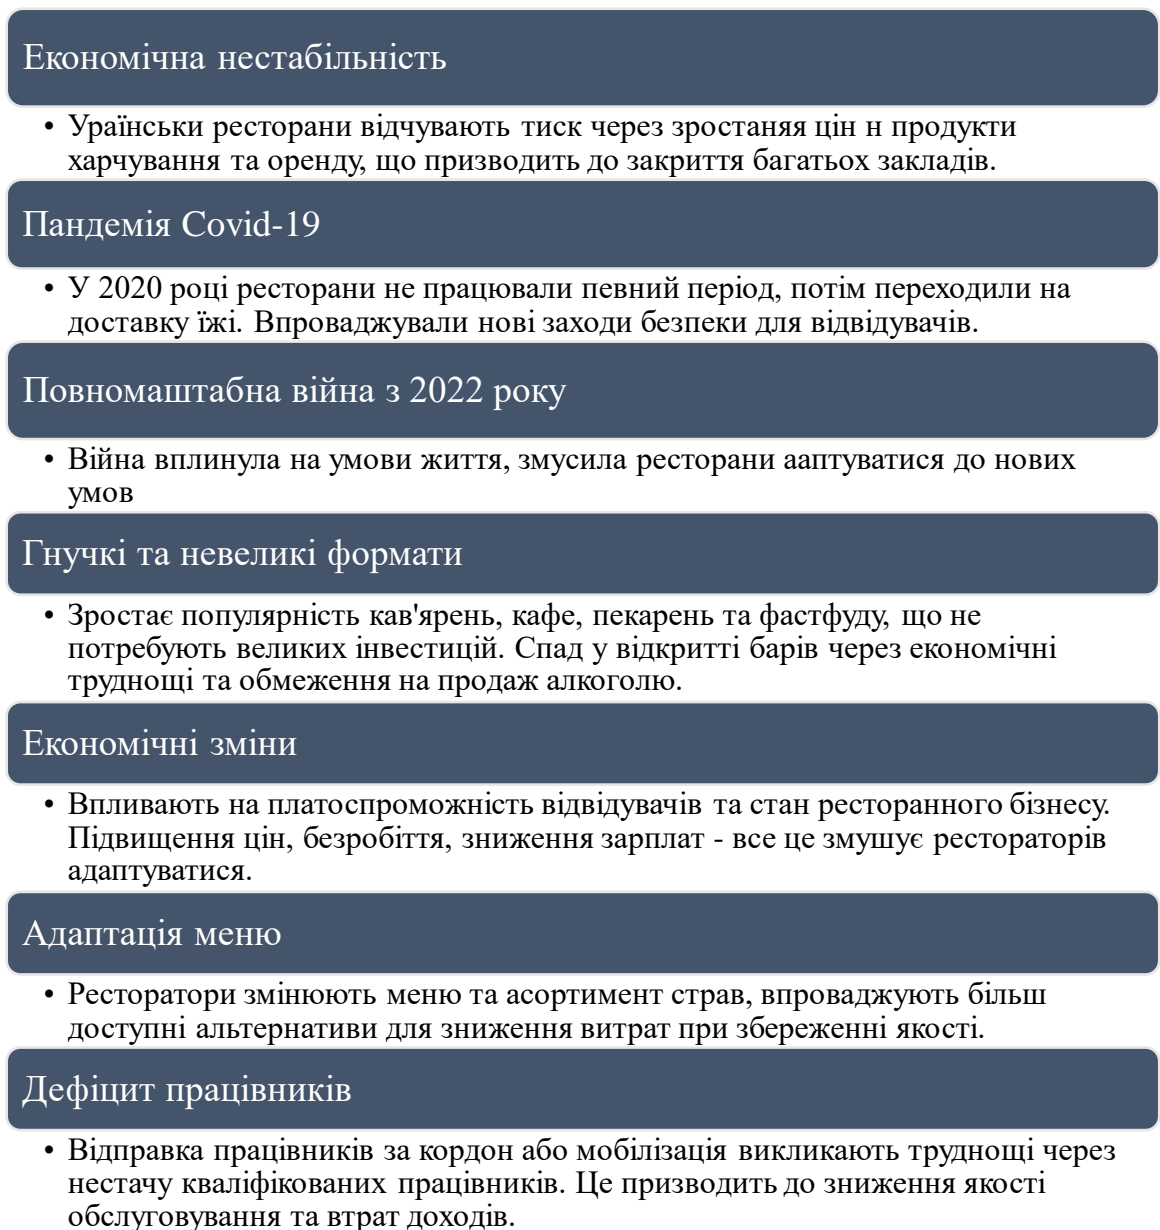 Економічна нестабільність
• Ураїнськи ресторани відчувають тиск через зростаняя цін н продукти
харчування та оренду, що призводить до закриття багатьох закладів.
Пандемія Covid-19
• У 2020 році ресторани не працювали певний період, потім переходили на
доставку їжі. Впроваджували нові заходи безпеки для відвідувачів.
Повномаштабна війна з 2022 року
• Війна вплинула на умови життя, змусила ресторани ааптуватися до нових
умов
Гнучкі та невеликі формати
• Зростає популярність кав'ярень, кафе, пекарень та фастфуду, що не
потребують великих інвестицій. Спад у відкритті барів через економічні
труднощі та обмеження на продаж алкоголю.
Економічні зміни
• Впливають на платоспроможність відвідувачів та стан ресторанного бізнесу.
Підвищення цін, безробіття, зниження зарплат - все це змушує рестораторів
адаптуватися.
Адаптація меню
• Ресторатори змінюють меню та асортимент страв, впроваджують більш
доступні альтернативи для зниження витрат при збереженні якості.
Дефіцит працівників
• Відправка працівників за кордон або мобілізація викликають труднощі через
нестачу кваліфікованих працівників. Це призводить до зниження якості
обслуговування та втрат доходів.